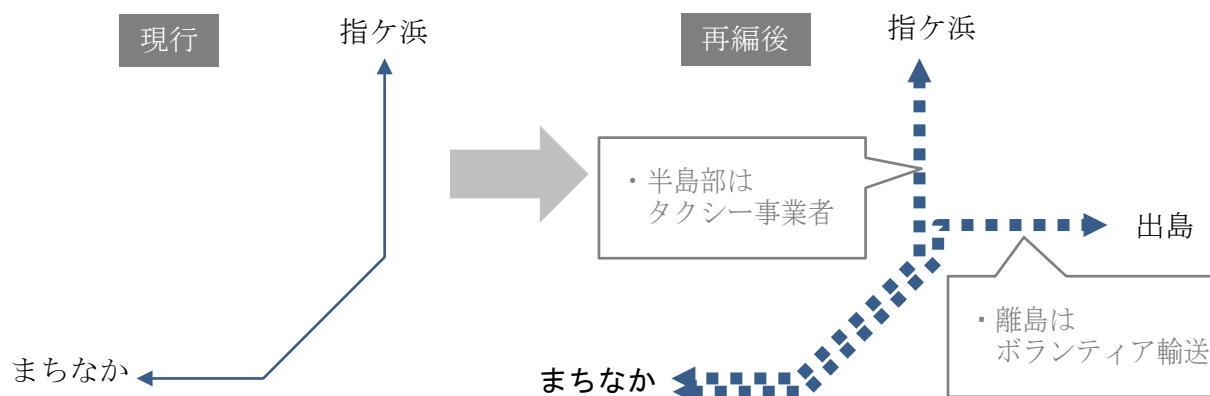 現行
指ケ浜
まちなか
再編後
指ケ浜
・半島部は
タクシー事業者
出島
・離島は
ボランティア輸送
まちなか